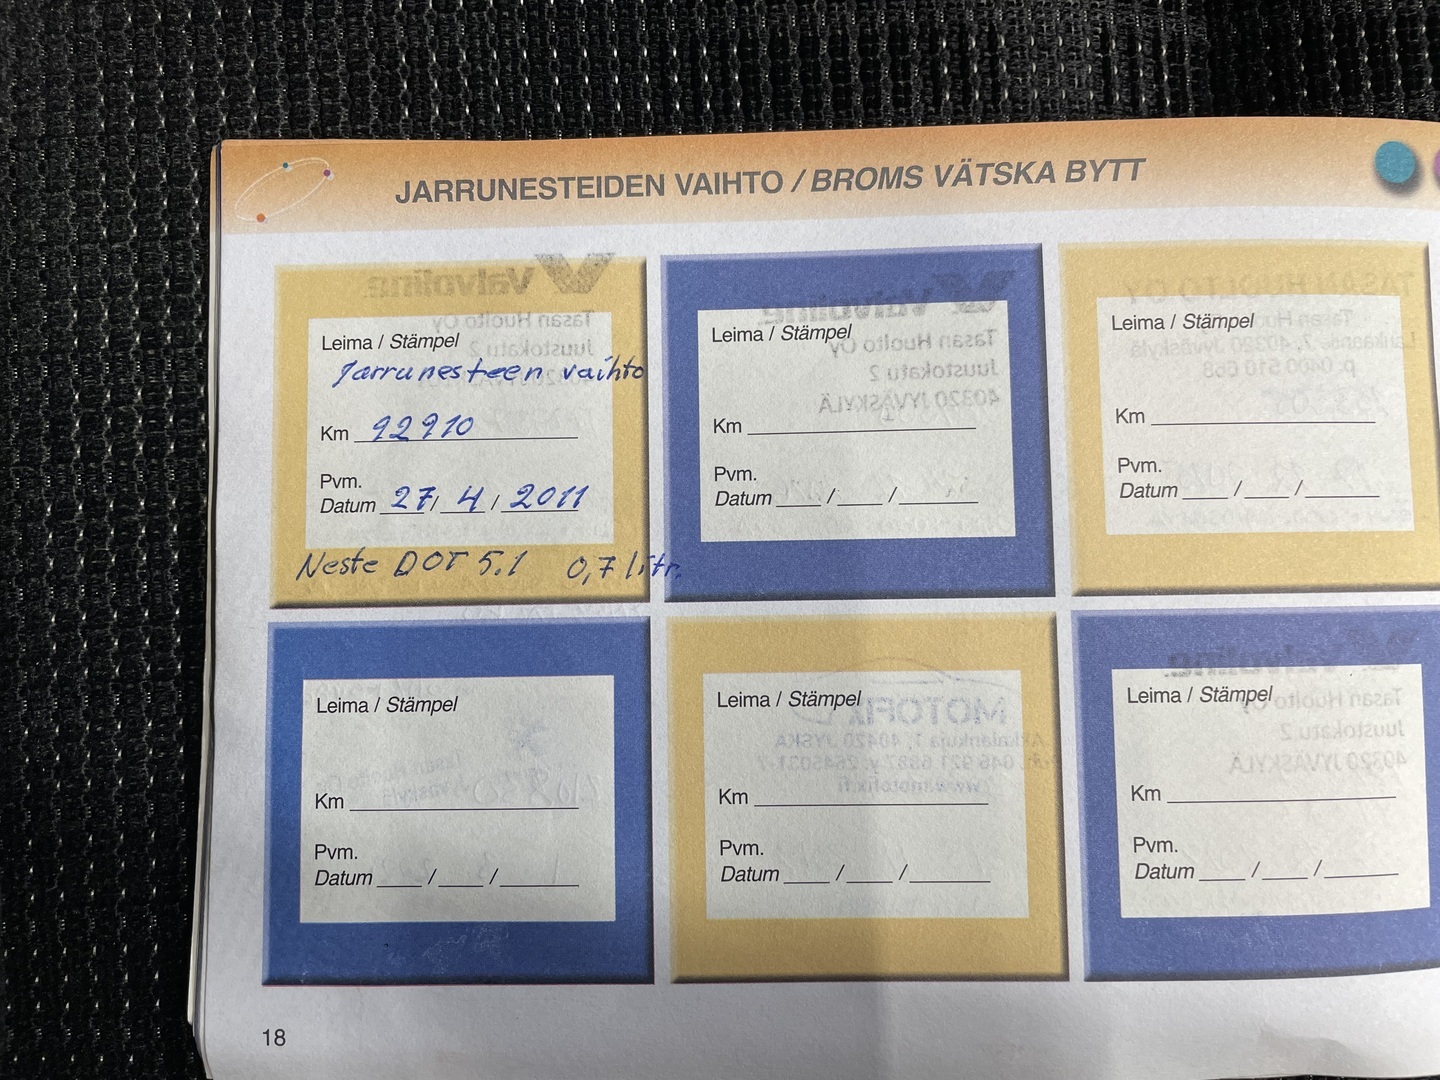 JARRUNESTEIDEN VAIHTO / BROMS VÄTSKA BYTT
Leima / Stämpel
Jarrunesteen vaihto
Km 92910
Pvm.
Datum 27 / 4 / 2011
Neste DOT 5.1 0,7 litr.
Leima / Stämpel
Km
Pvm.
Datum / /
Leima / Stämpel
Km
Pvm.
Datum / /
Leima / Stämpel
Km
Pvm.
Datum / /
Leima / Stämpel
Km
Pvm.
Datum / /
Leima / Stämpel
Km
Pvm.
Datum / /
18